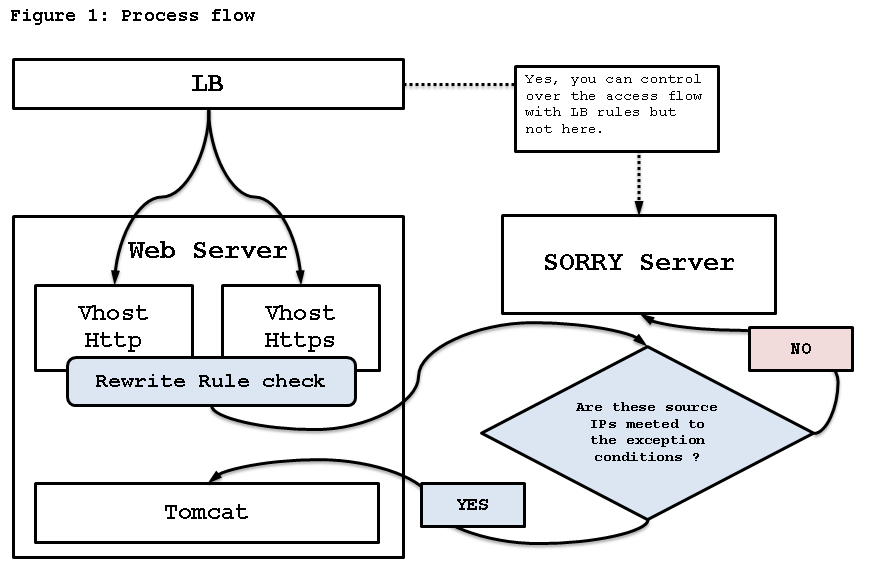 Figure 1: Process flow
LB
Yes, you can control
over the access flow
with LB rules but
not here.
Web Server
SORRY Server
Vhost
Http
Vhost
Https
Rewrite Rule check
NO
Are these source
IPs meeted to
the exception
conditions ?
YES
Tomcat